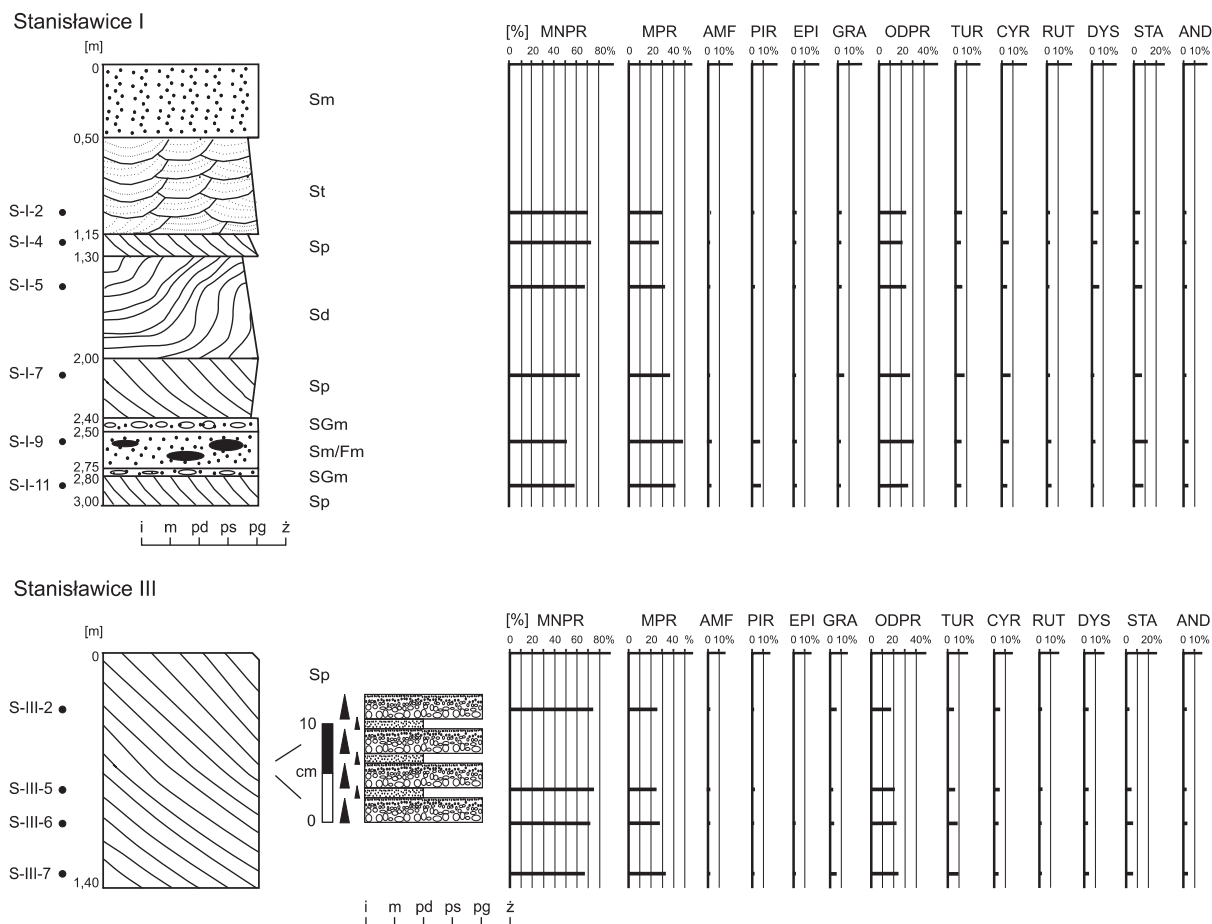 Stanisławice I
[m]
[%] MNPR MPR AMF PIR EPI GRA ODPR TUR CYR RUT DYS STA AND
0 20 40 60 80% 0 20 40 % 0 10% 0 10% 0 10% 0 10% 0 20 40% 0 10% 0 10% 0 10% 0 10% 0 20% 0 10%
0
Sm
0,50
St
S-I-2
1,15
S-I-4
Sp
1,30
S-I-5
Sd
2,00
S-I-7
Sp
2,40
SGm
2,50
S-I-9
Sm/Fm
2,75
SGm
2,80
S-I-11
3,00
Sp
i m pd ps pg ż
Stanisławice III
[m]
[%] MNPR MPR AMF PIR EPI GRA ODPR TUR CYR RUT DYS STA AND
0 20 40 60 80% 0 20 40 % 0 10% 0 10% 0 10% 0 10% 0 20 40% 0 10% 0 10% 0 10% 0 10% 0 20% 0 10%
0
Sp
S-III-2
10
cm
S-III-5
0
S-III-6
S-III-7
1,40
i m pd ps pg ż